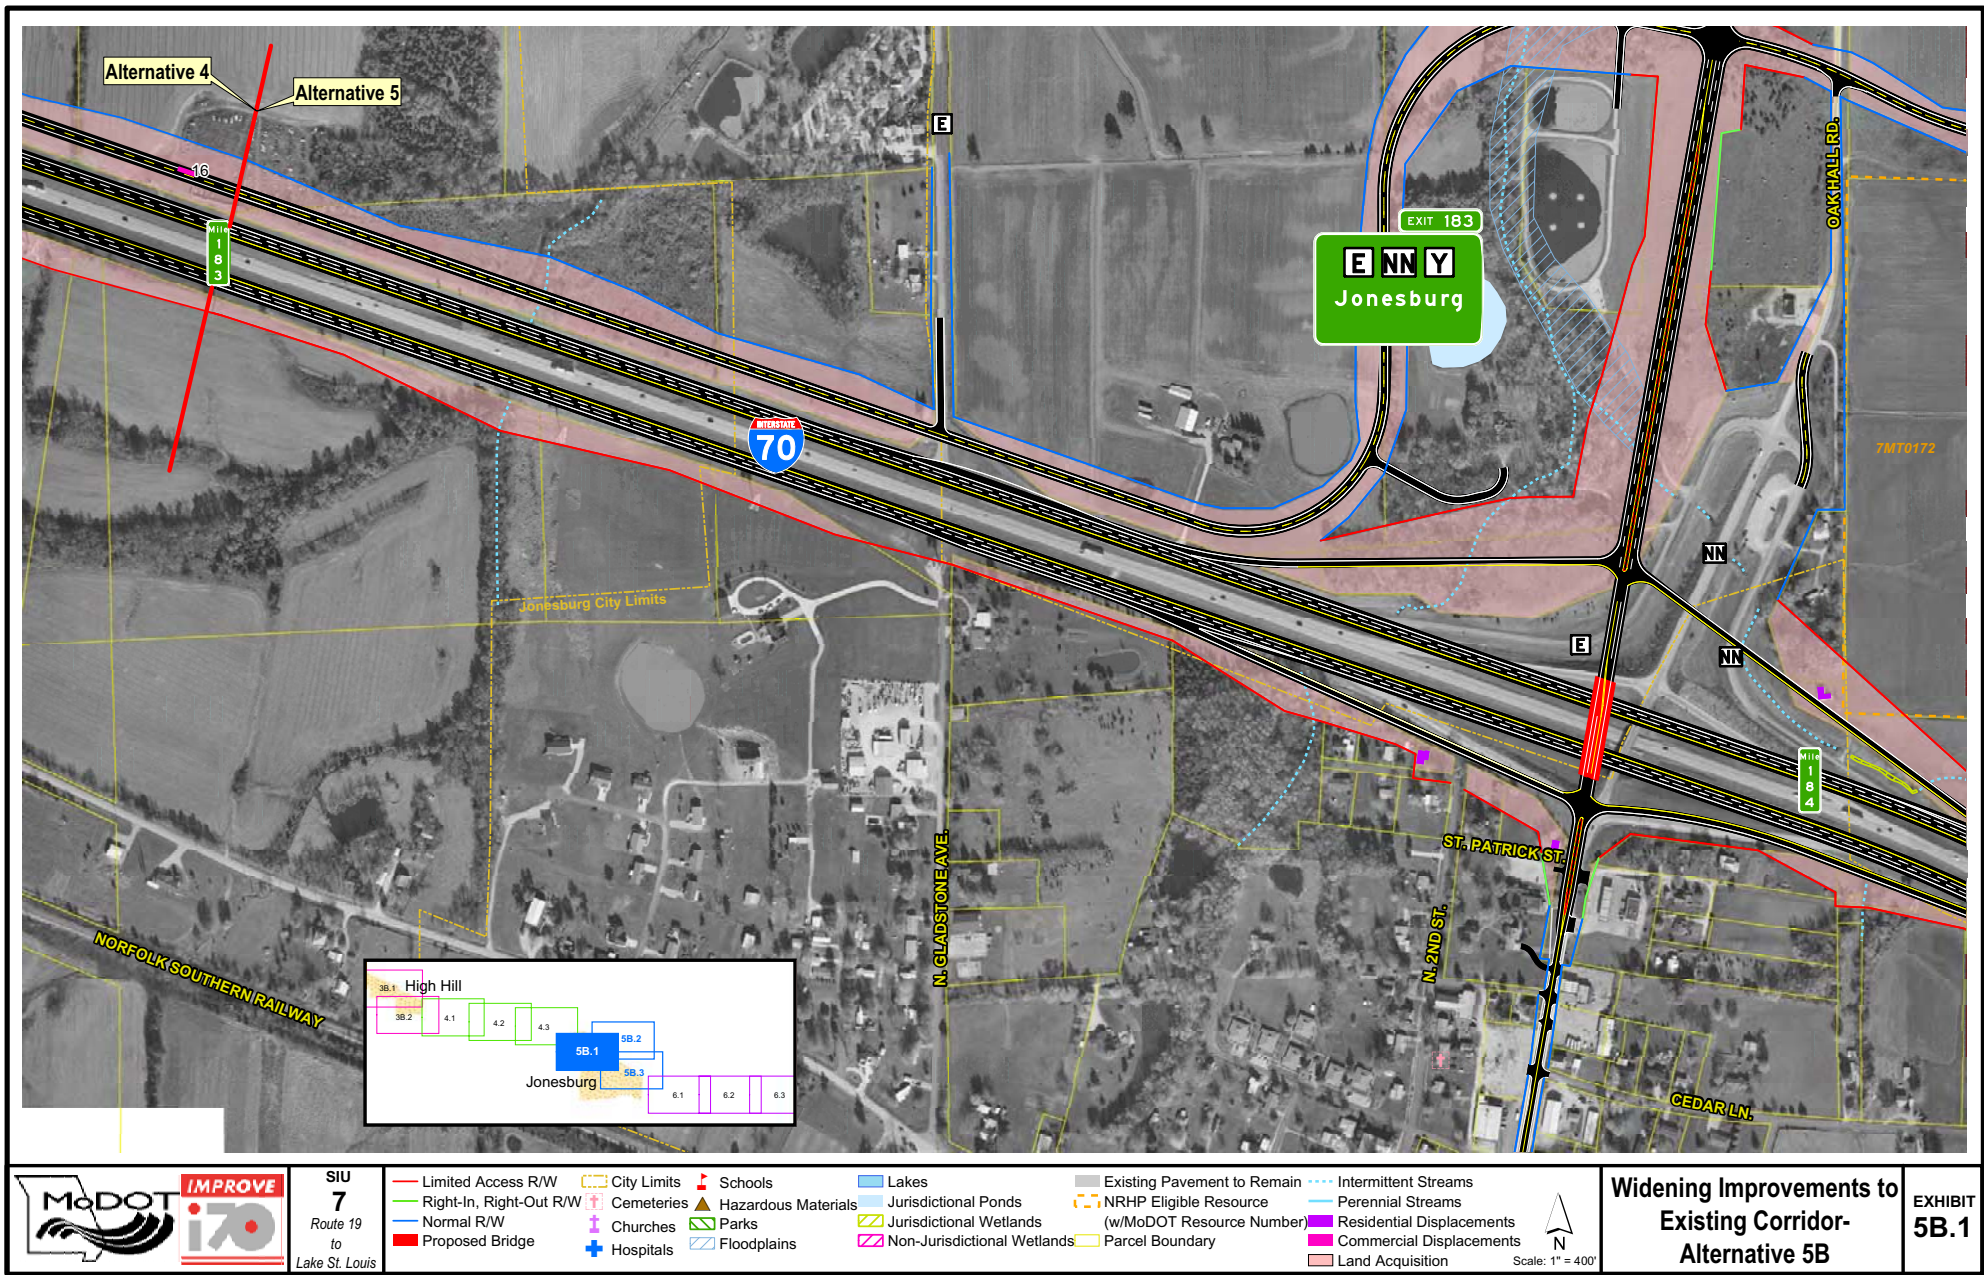 Alternative 4
Alternative 5
16
Mile
1
8
3
E
EXIT 183
E NN Y
Jonesburg
OAKHALL RD.
INTERSTATE
70
7MT0172
NN
E
NN
Jonesburg City Limits
Mile
1
8
4
ST. PATRICK ST.
N. GLADSTONE AVE.
N. 2ND ST.
NORFOLK SOUTHERN RAILWAY
CEDAR LN.
3B.1
High Hill
3B.2
4.1
4.2
4.3
5B.1
5B.2
5B.3
Jonesburg
6.1
6.2
6.3
MoDOT
IMPROVE
i70
SIU
7
Route 19
to
Lake St. Louis
Limited Access R/W
Right-In, Right-Out R/W
Normal R/W
Proposed Bridge
City Limits
Cemeteries
Churches
Hospitals
Schools
Hazardous Materials
Parks
Floodplains
Lakes
Jurisdictional Ponds
Jurisdictional Wetlands
Non-Jurisdictional Wetlands
Existing Pavement to Remain
NRHP Eligible Resource
(w/MoDOT Resource Number)
Parcel Boundary
Intermittent Streams
Perennial Streams
Residential Displacements
Commercial Displacements
Land Acquisition
N
Scale: 1" = 400'
Widening Improvements to
Existing Corridor-
Alternative 5B
EXHIBIT
5B.1